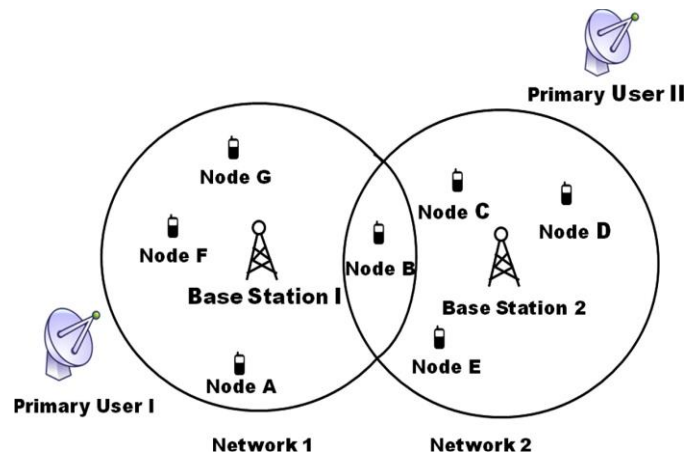 Primary User II
Node G
Node C
Node D
Node F
Node B
Base Station I
Base Station 2
Node E
Node A
Primary User I
Network 1
Network 2